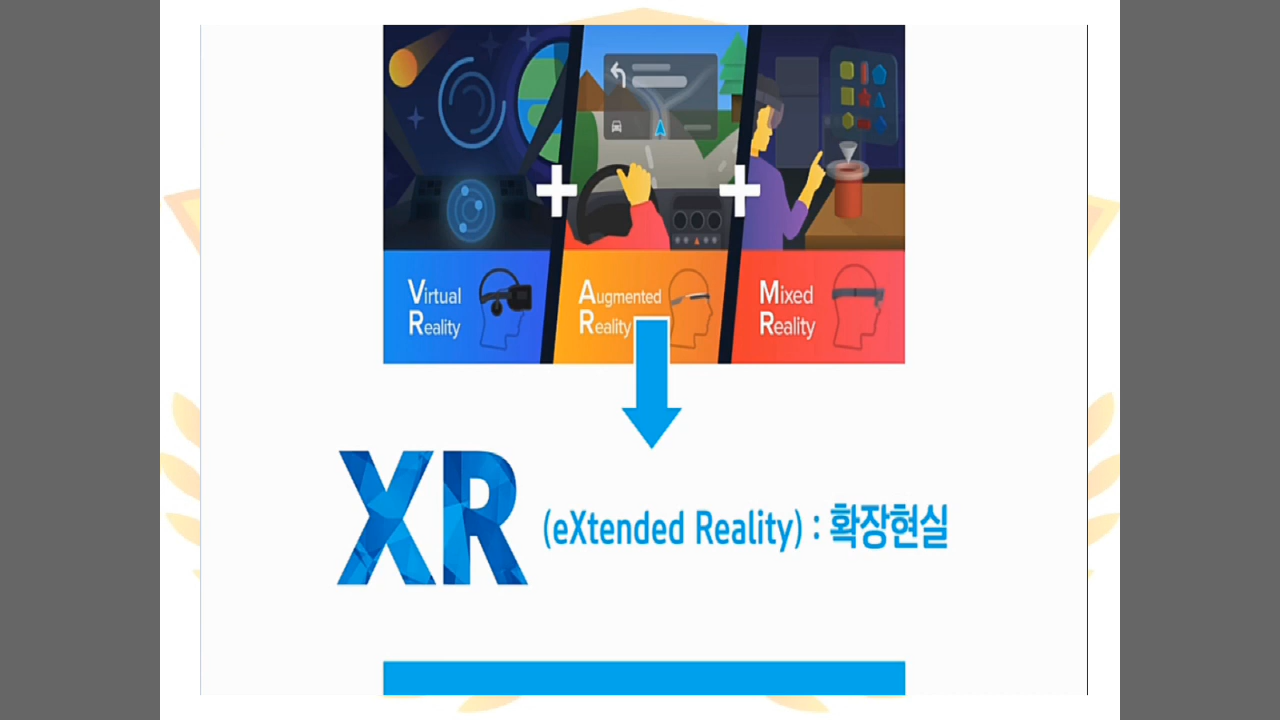 Virtual
Reality
Augmented
Reality
Mixed
Reality
XR (eXtended Reality) : 확장현실